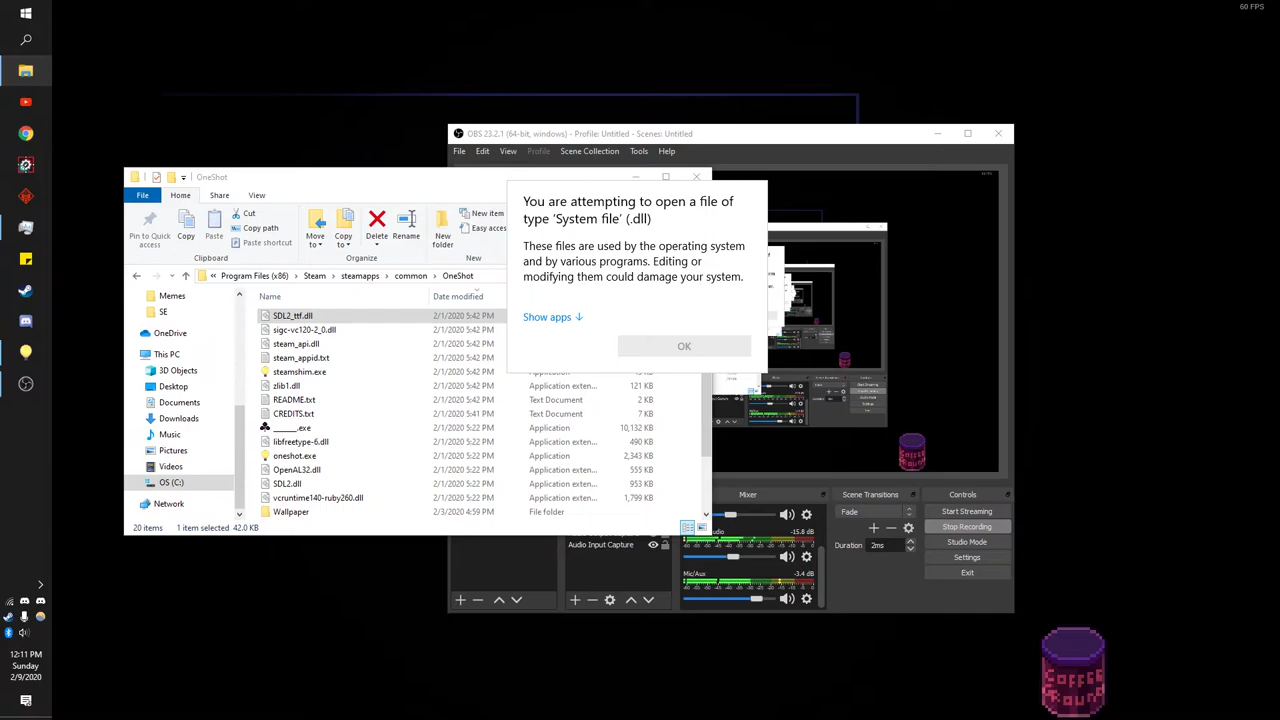 60 FPS
OBS 23.2.1 (64-bit, windows) - Profile: Untitled - Scenes: Untitled
File Edit View Profile Scene Collection Tools Help
OneShot
File Home Share View
Pin to Quick access
Copy
Paste
Cut
Copy path
Paste shortcut
Clipboard
Move to
Copy to
Delete
Rename
Organize
New folder
New item
Easy acces
New
« Program Files (x86) > Steam > steamapps > common > OneShot
Memes
SE
OneDrive
This PC
3D Objects
Desktop
Documents
Downloads
Music
Pictures
Videos
OS (C:)
Network
Name Date modified
SDL2_ttf.dll 2/1/2020 5:42 PM
sigc-vc120-2_0.dll 2/1/2020 5:42 PM
steam_api.dll 2/1/2020 5:42 PM
steam_appid.txt 2/1/2020 5:42 PM
steamshim.exe 2/1/2020 5:42 PM
zlib1.dll 2/1/2020 5:42 PM Application exten... 121 KB
README.txt 2/1/2020 5:42 PM Text Document 2 KB
CREDITS.txt 2/1/2020 5:41 PM Text Document 7 KB
______.exe 2/1/2020 5:22 PM Application 10,132 KB
libfreetype-6.dll 2/1/2020 5:22 PM Application exten... 490 KB
oneshot.exe 2/1/2020 5:22 PM Application 2,343 KB
OpenAL32.dll 2/1/2020 5:22 PM Application exten... 555 KB
SDL2.dll 2/1/2020 5:22 PM Application exten... 953 KB
vcruntime140-ruby260.dll 2/1/2020 5:22 PM Application exten... 1,799 KB
Wallpaper 2/3/2020 4:59 PM File folder
20 items 1 item selected 42.0 KB
You are attempting to open a file of
type 'System file' (.dll)
These files are used by the operating system
and by various programs. Editing or
modifying them could damage your system.
Show apps
OK
Audio Input Capture
Mixer
-15.8 dB
Mic/Aux -3.4 dB
Scene Transitions
Fade
Duration 2ms
Controls
Start Streaming
Stop Recording
Studio Mode
Settings
Exit
12:11 PM
Sunday
2/9/2020